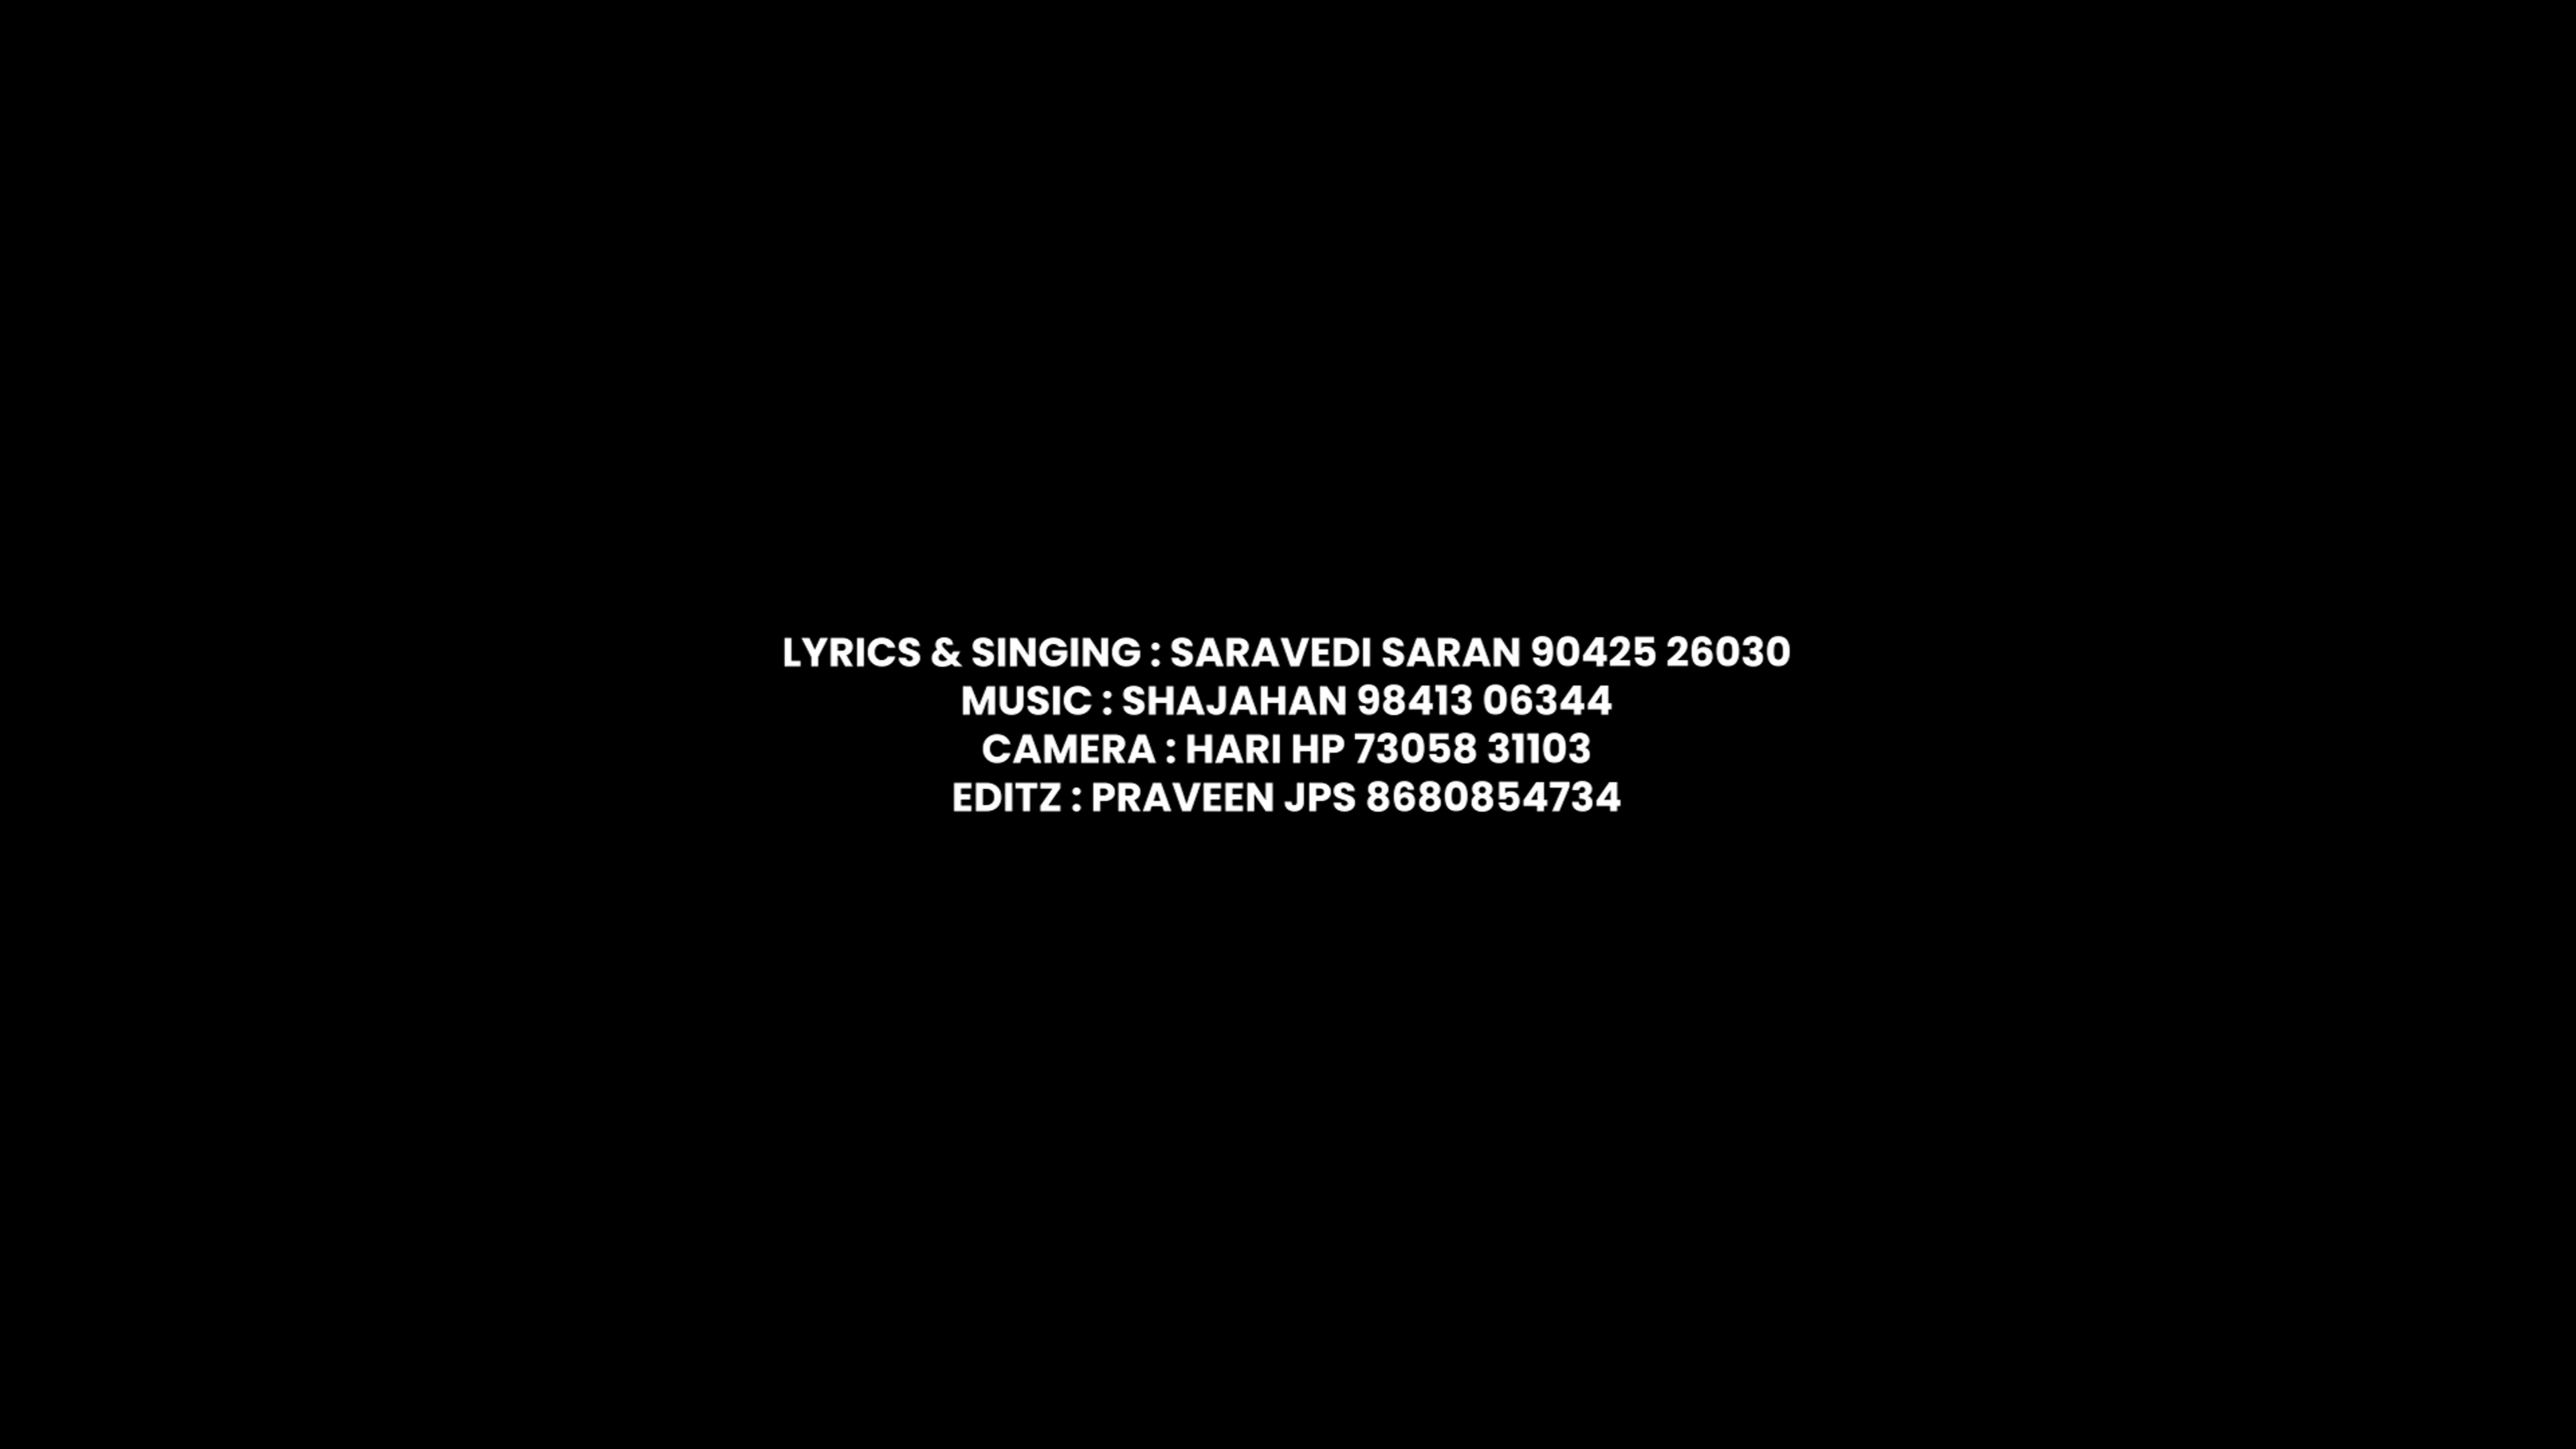 LYRICS & SINGING : SARAVEDI SARAN 90425 26030
MUSIC : SHAJAHAN 98413 06344
CAMERA : HARI HP 73058 31103
EDITZ : PRAVEEN JPS 8680854734